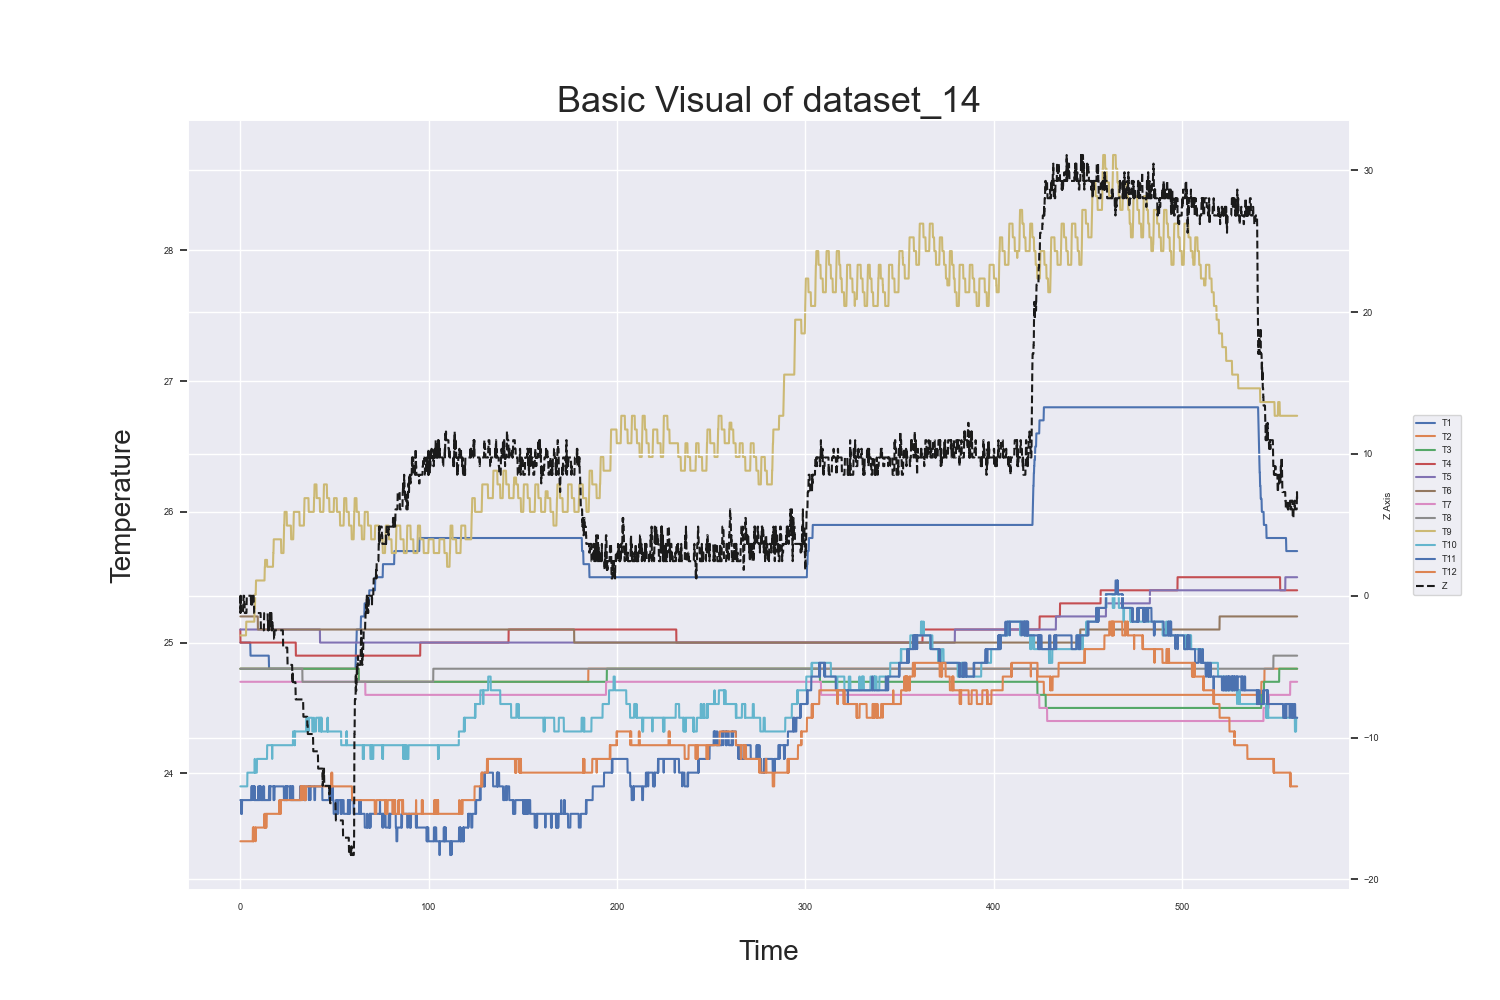 Basic Visual of dataset_14
Temperature
28
27
26
25
24
30
20
10
0
−10
−20
Z Axis
T1
T2
T3
T4
T5
T6
T7
T8
T9
T10
T11
T12
Z
0 100 200 300 400 500
Time